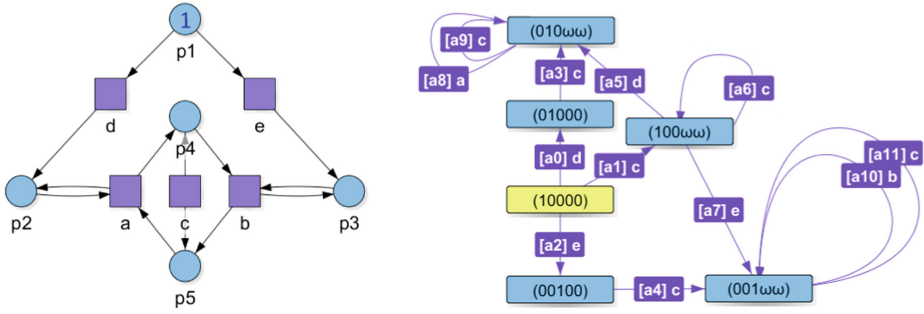 1
p1
d
e
p4
p2
a
c
b
p3
p5
(010ωω)
[a9] c
[a8] a
[a3] c
[a5] d
[a6] c
(01000)
(100ωω)
[a0] d
[a1] c
[a11] c
[a10] b
(10000)
[a7] e
[a2] e
(00100)
[a4] c
(001ωω)